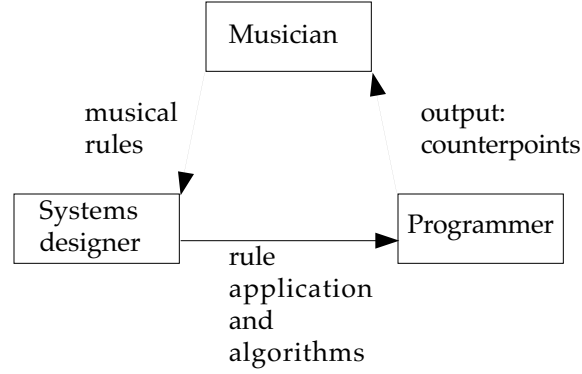 Musician
musical
rules
output:
counterpoints
Systems
designer
Programmer
rule
application
and
algorithms